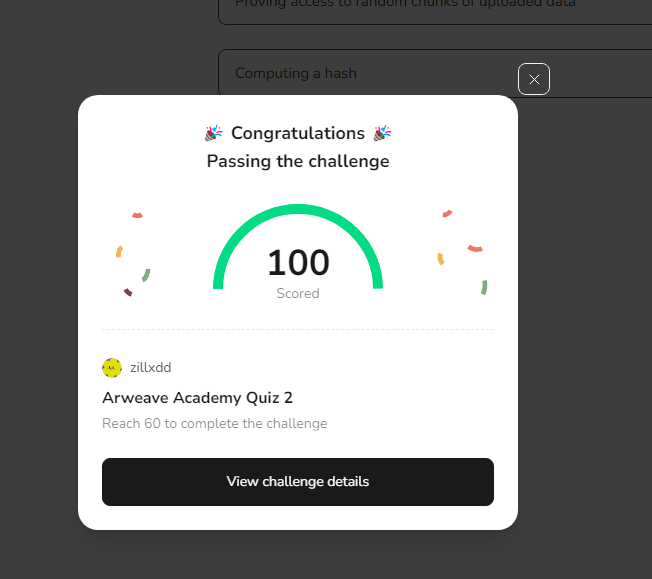 Proving access to random chunks of uploaded data
Computing a hash
Congratulations
Passing the challenge
100
Scored
zillxdd
Arweave Academy Quiz 2
Reach 60 to complete the challenge
View challenge details